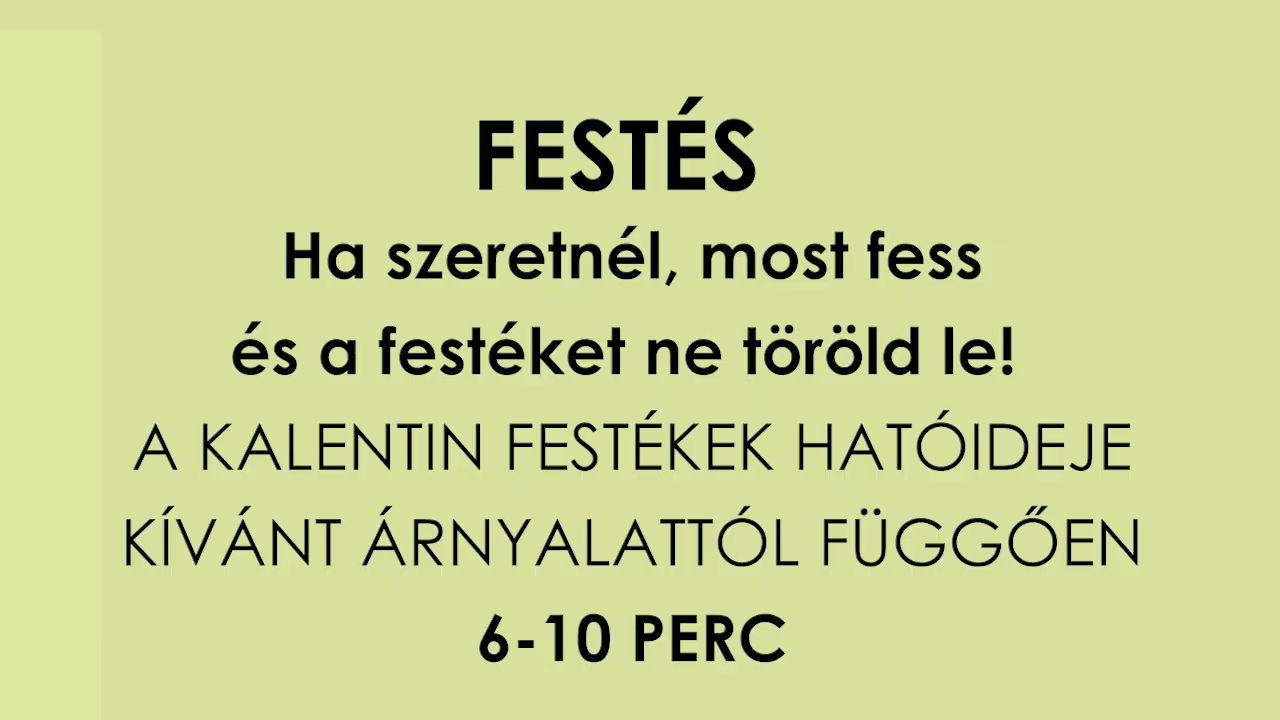 FESTÉS
Ha szeretnél, most fess
és a festéket ne töröld le!
A KALENTIN FESTÉKEK HATÓIDEJE
KÍVÁNT ÁRNYALATTÓL FÜGGŐEN
6-10 PERC